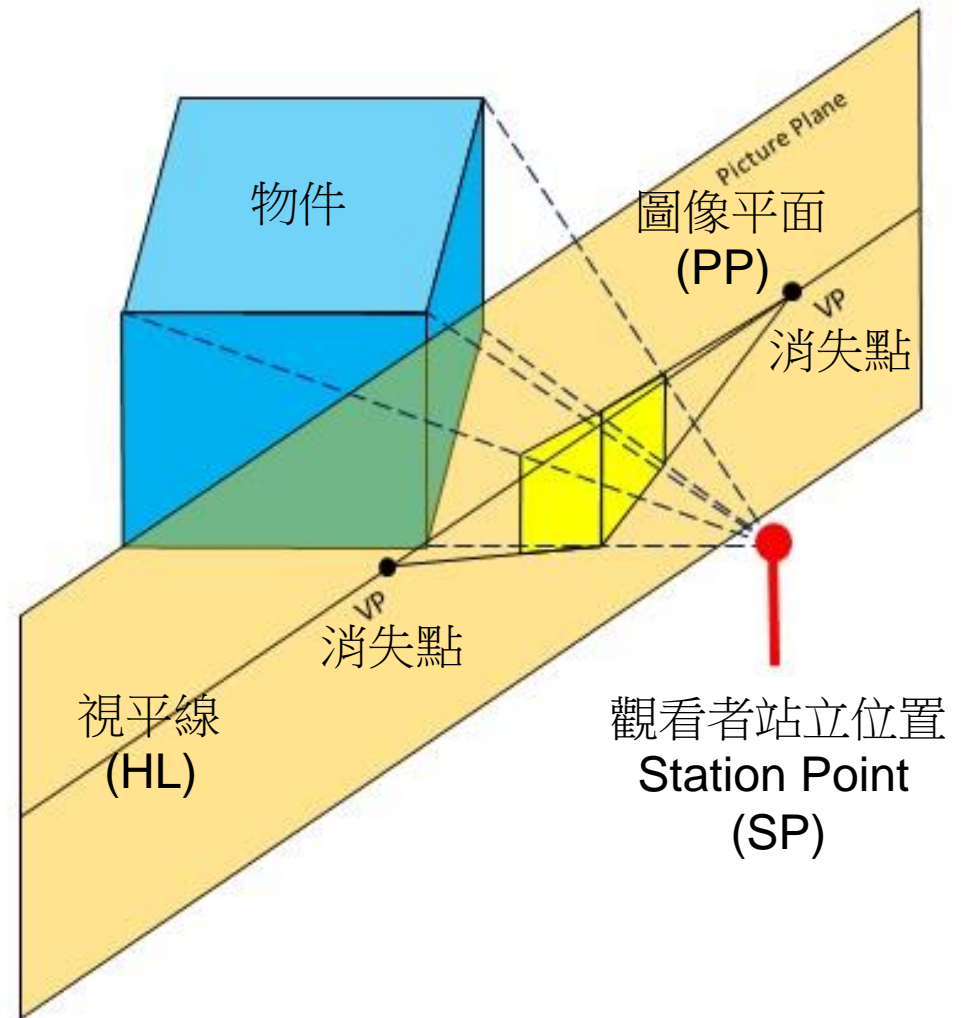 Picture Plane
物件
圖像平面
(PP)
VP
消失點
VP
消失點
視平線
(HL)
觀看者站立位置
Station Point
(SP)